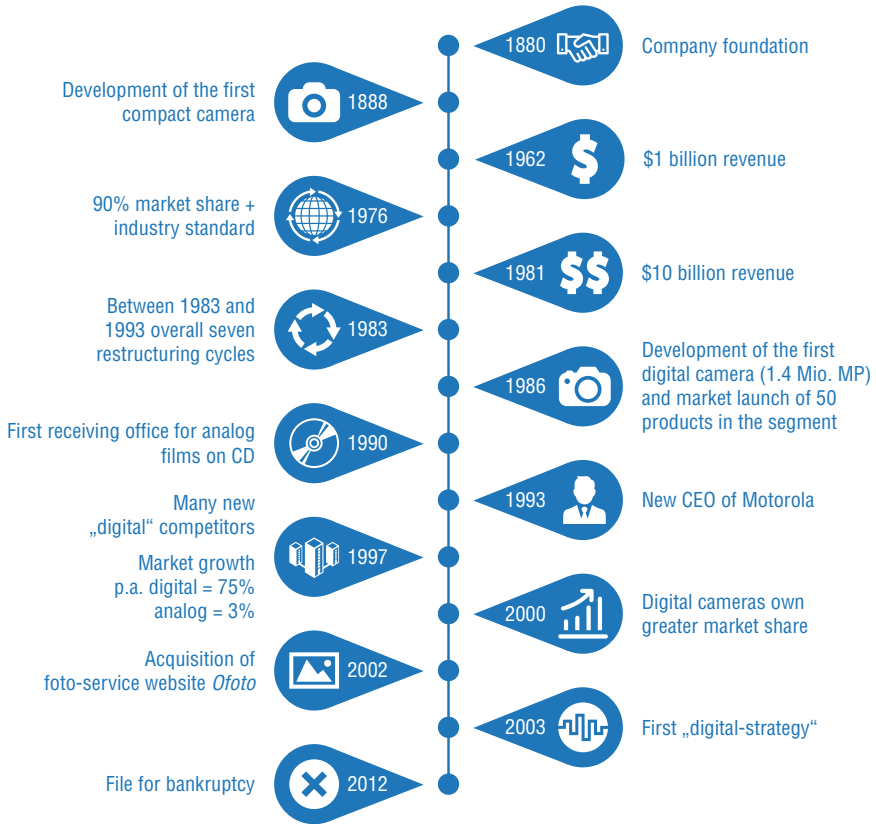 1880
Company foundation
Development of the first
compact camera
1888
1962
$1 billion revenue
90% market share +
industry standard
1976
1981
$10 billion revenue
Between 1983 and
1993 overall seven
restructuring cycles
1983
1986
Development of the first
digital camera (1.4 Mio. MP)
and market launch of 50
products in the segment
First receiving office for analog
films on CD
1990
1993
New CEO of Motorola
Many new
„digital“ competitors
Market growth
p.a. digital = 75%
analog = 3%
1997
2000
Digital cameras own
greater market share
Acquisition of
foto-service website Ofoto
2002
2003
First „digital-strategy“
File for bankruptcy
2012